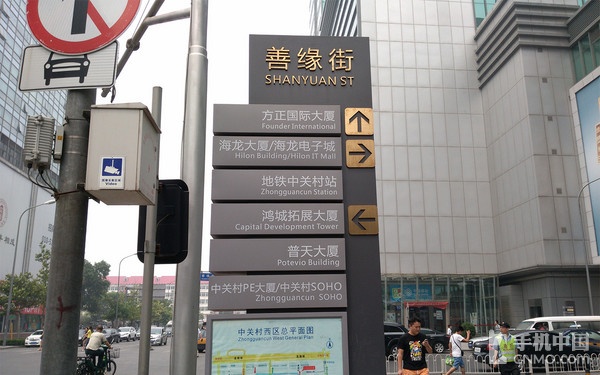 善缘街
SHANYUAN ST
方正国际大厦
Founder International
海龙大厦/海龙电子城
Hilon Building/Hilon IT Mall
地铁中关村站
Zhongguancun Station
鸿城拓展大厦
Capital Development Tower
普天大厦
Potevio Building
中关村PE大厦/中关村SOHO
Zhongguancun SOHO
中关村西区总平面图
Zhongguancun West General Plan
Video
手机中国
CNMO.com